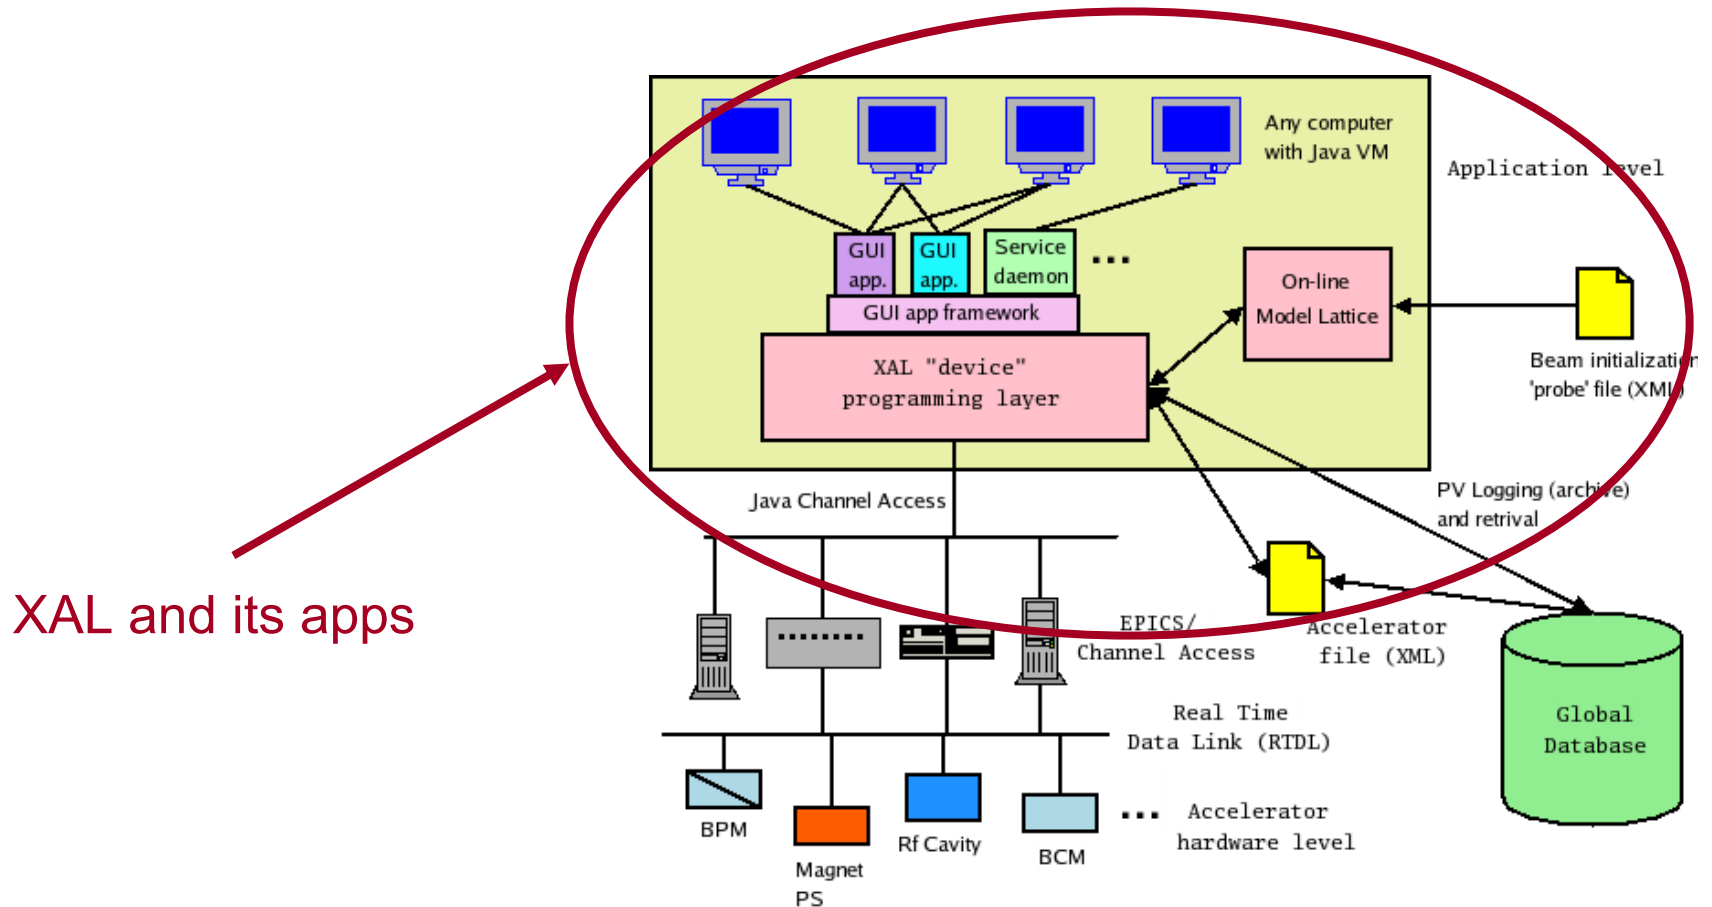 Any computer
with Java VM
Application level
GUI
app.
GUI
app.
Service
daemon
...
On-line
Model Lattice
GUI app framework
XAL "device"
programming layer
Beam initialization
'probe' file (XML)
Java Channel Access
PV Logging (archive)
and retrival
XAL and its apps
EPICS/
Channel Access
Accelerator
file (XML)
Real Time
Data Link (RTDL)
Global
Database
BPM
Magnet
PS
Rf Cavity
BCM
...
Accelerator
hardware level